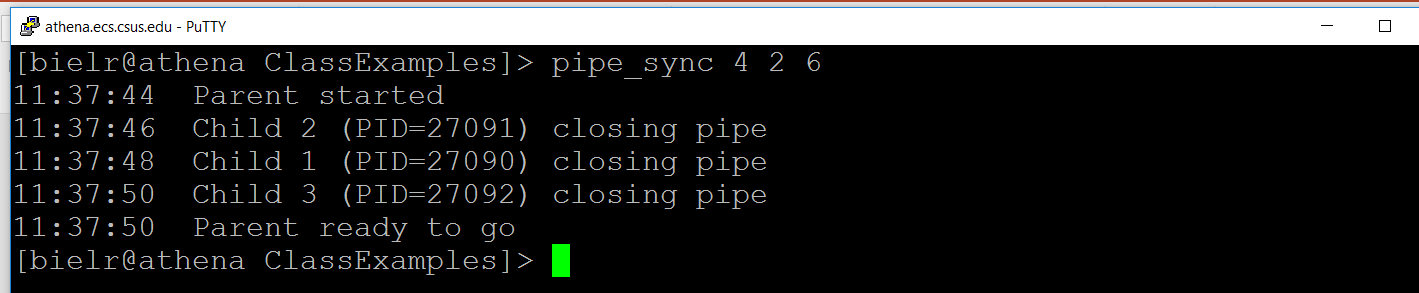 athena.ecs.csus.edu - PuTTY
[bielr@athena ClassExamples]> pipe_sync 4 2 6
11:37:44  Parent started
11:37:46  Child 2 (PID=27091) closing pipe
11:37:48  Child 1 (PID=27090) closing pipe
11:37:50  Child 3 (PID=27092) closing pipe
11:37:50  Parent ready to go
[bielr@athena ClassExamples]>